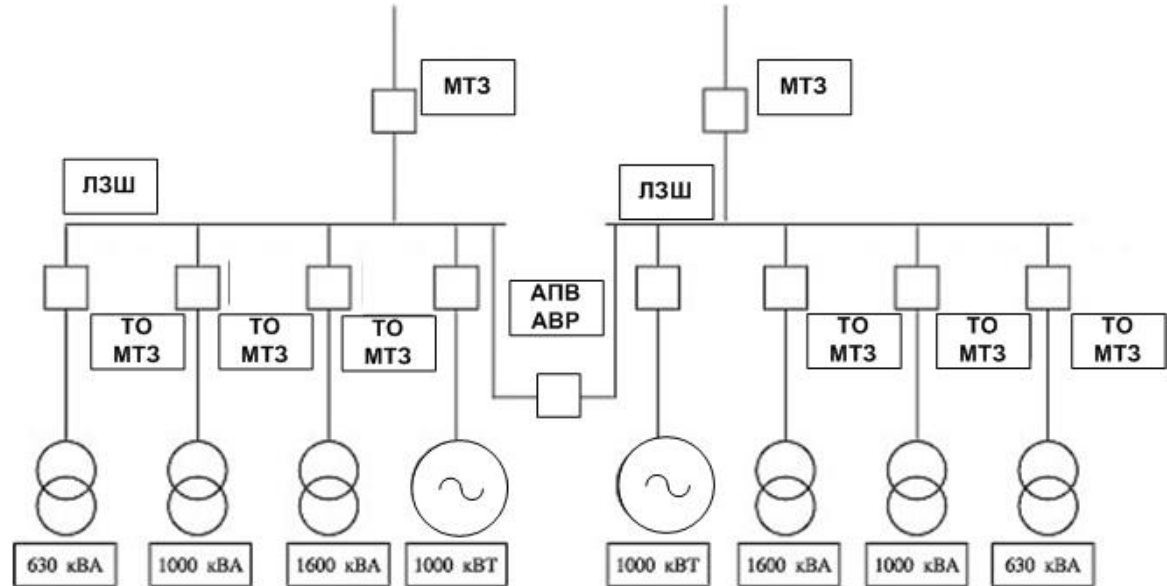 МТЗ
МТЗ
ЛЗШ
ЛЗШ
АПВ
АВР
ТО
МТЗ
ТО
МТЗ
ТО
МТЗ
ТО
МТЗ
ТО
МТЗ
ТО
МТЗ
630 кВА
1000 кВА
1600 кВА
1000 кВТ
1000 кВТ
1600 кВА
1000 кВА
630 кВА